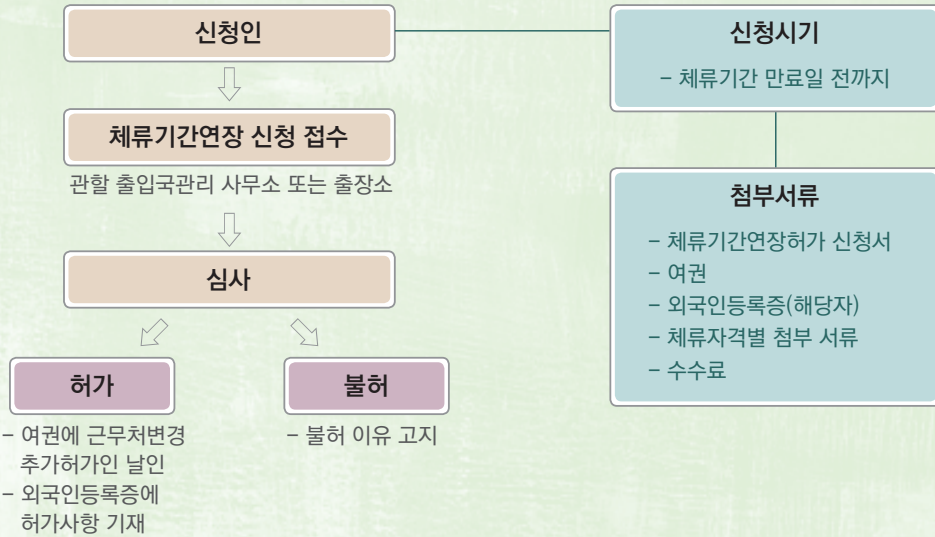 신청인
체류기간연장 신청 접수
관할 출입국관리 사무소 또는 출장소
심사
허가
– 여권에 근무처변경
추가허가인 날인
– 외국인등록증에
허가사항 기재
불허
– 불허 이유 고지
신청시기
– 체류기간 만료일 전까지
첨부서류
– 체류기간연장허가 신청서
– 여권
– 외국인등록증(해당자)
– 체류자격별 첨부 서류
– 수수료